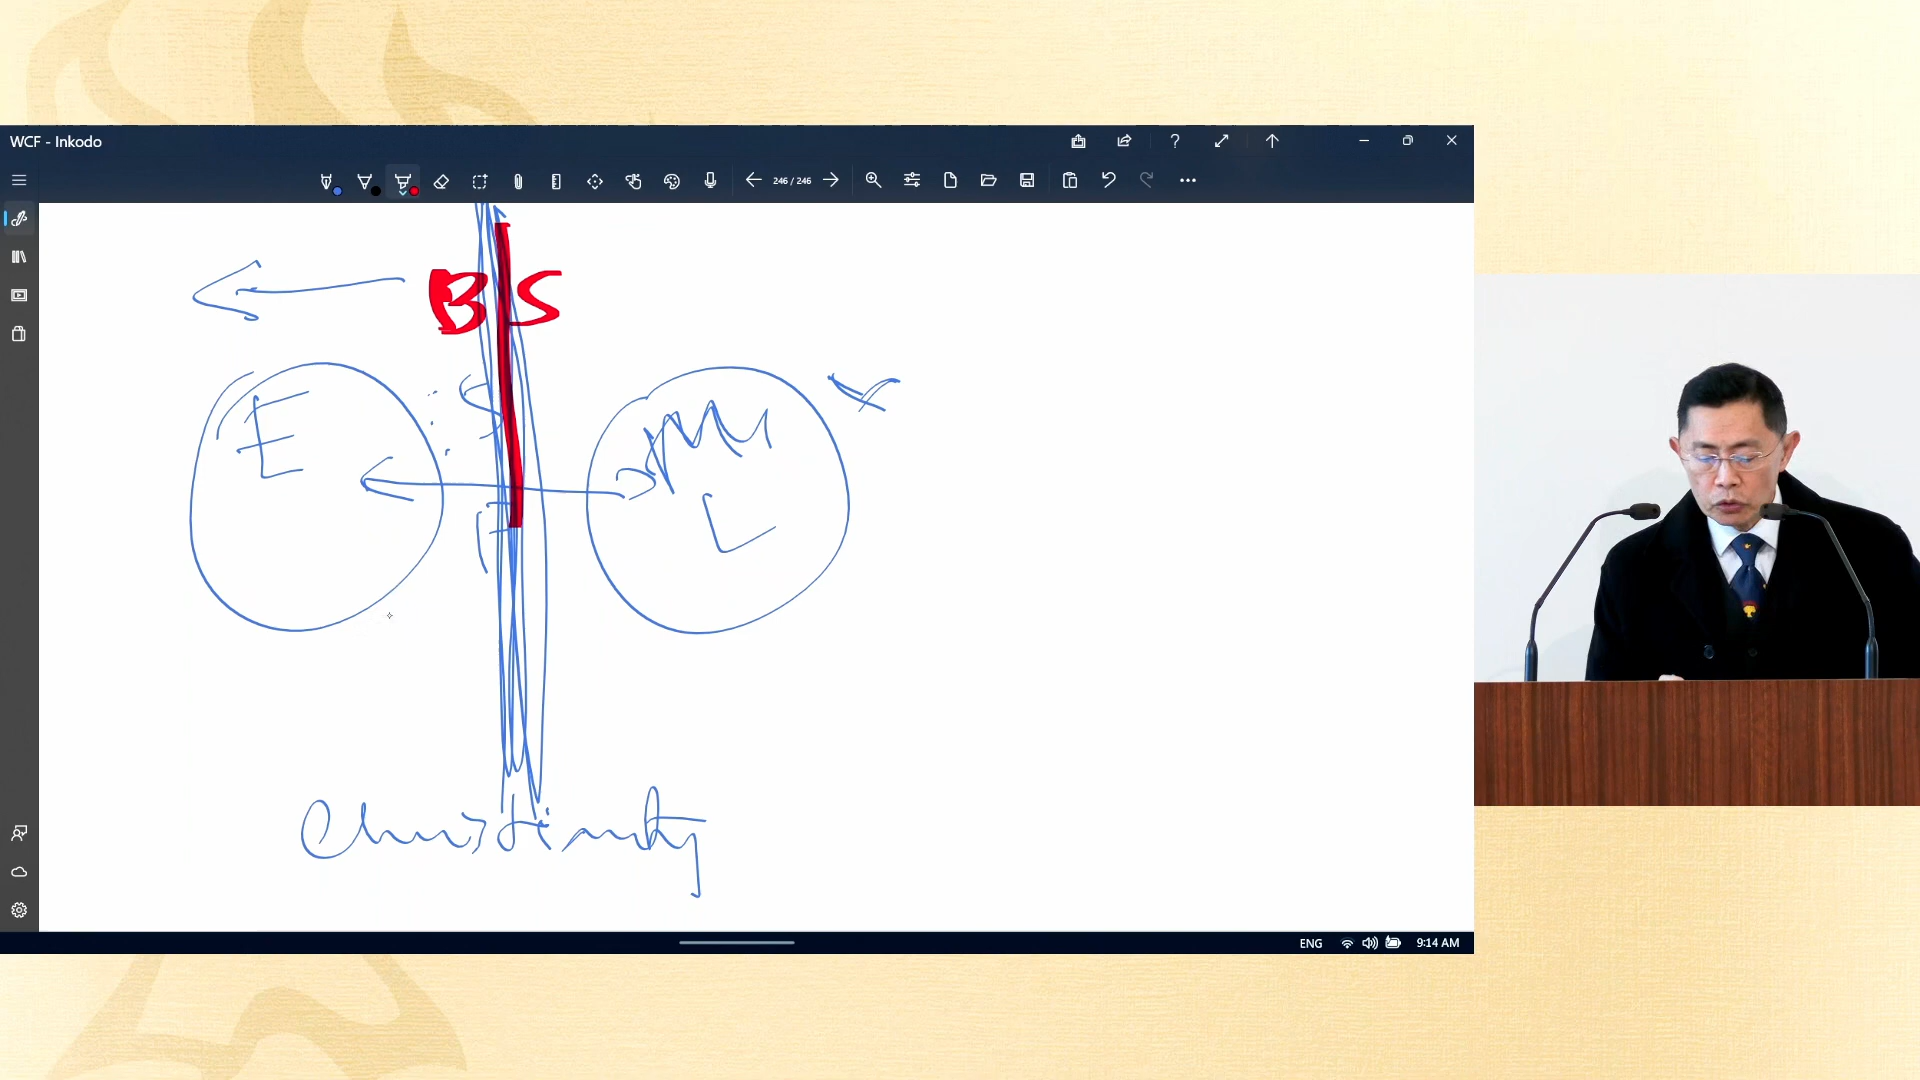 WCF - Inkodo
246 / 246
BS
E
S
M
L
F
Christianity
ENG 9:14 AM